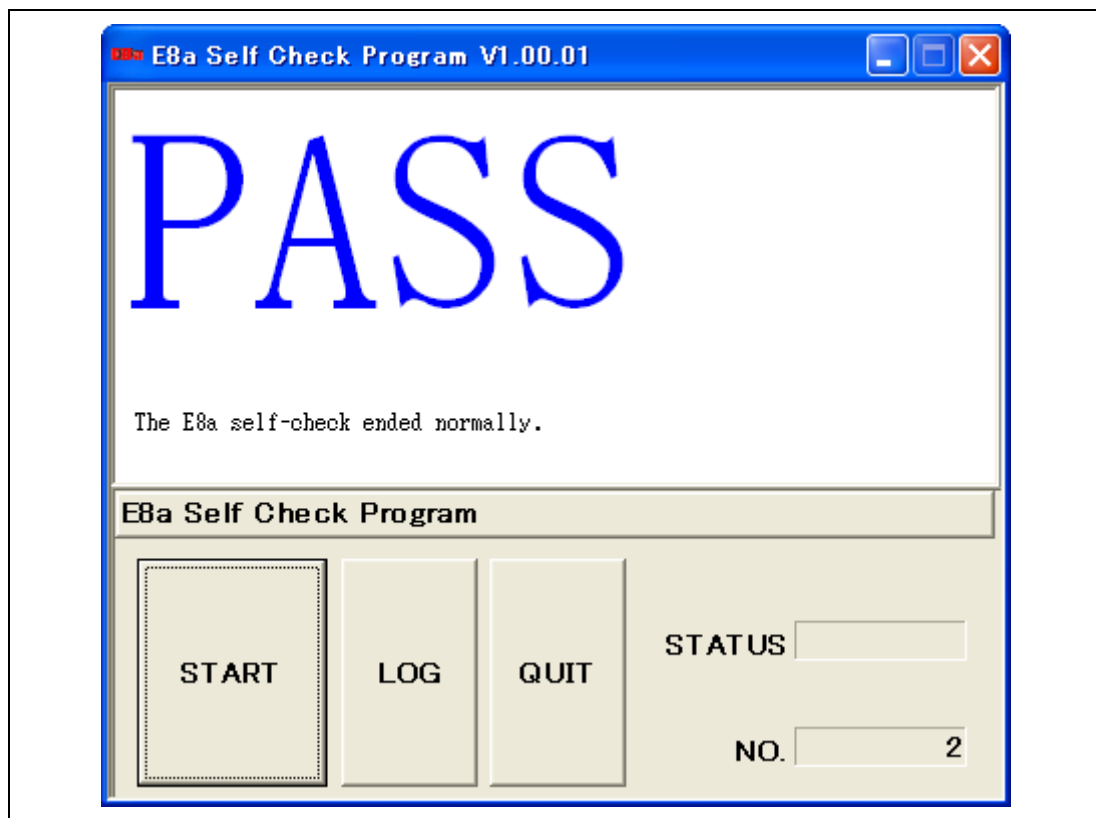 E8a E8a Self Check Program V1.00.01
PASS
The E8a self-check ended normally.
E8a Self Check Program
START LOG QUIT
STATUS
NO. 2